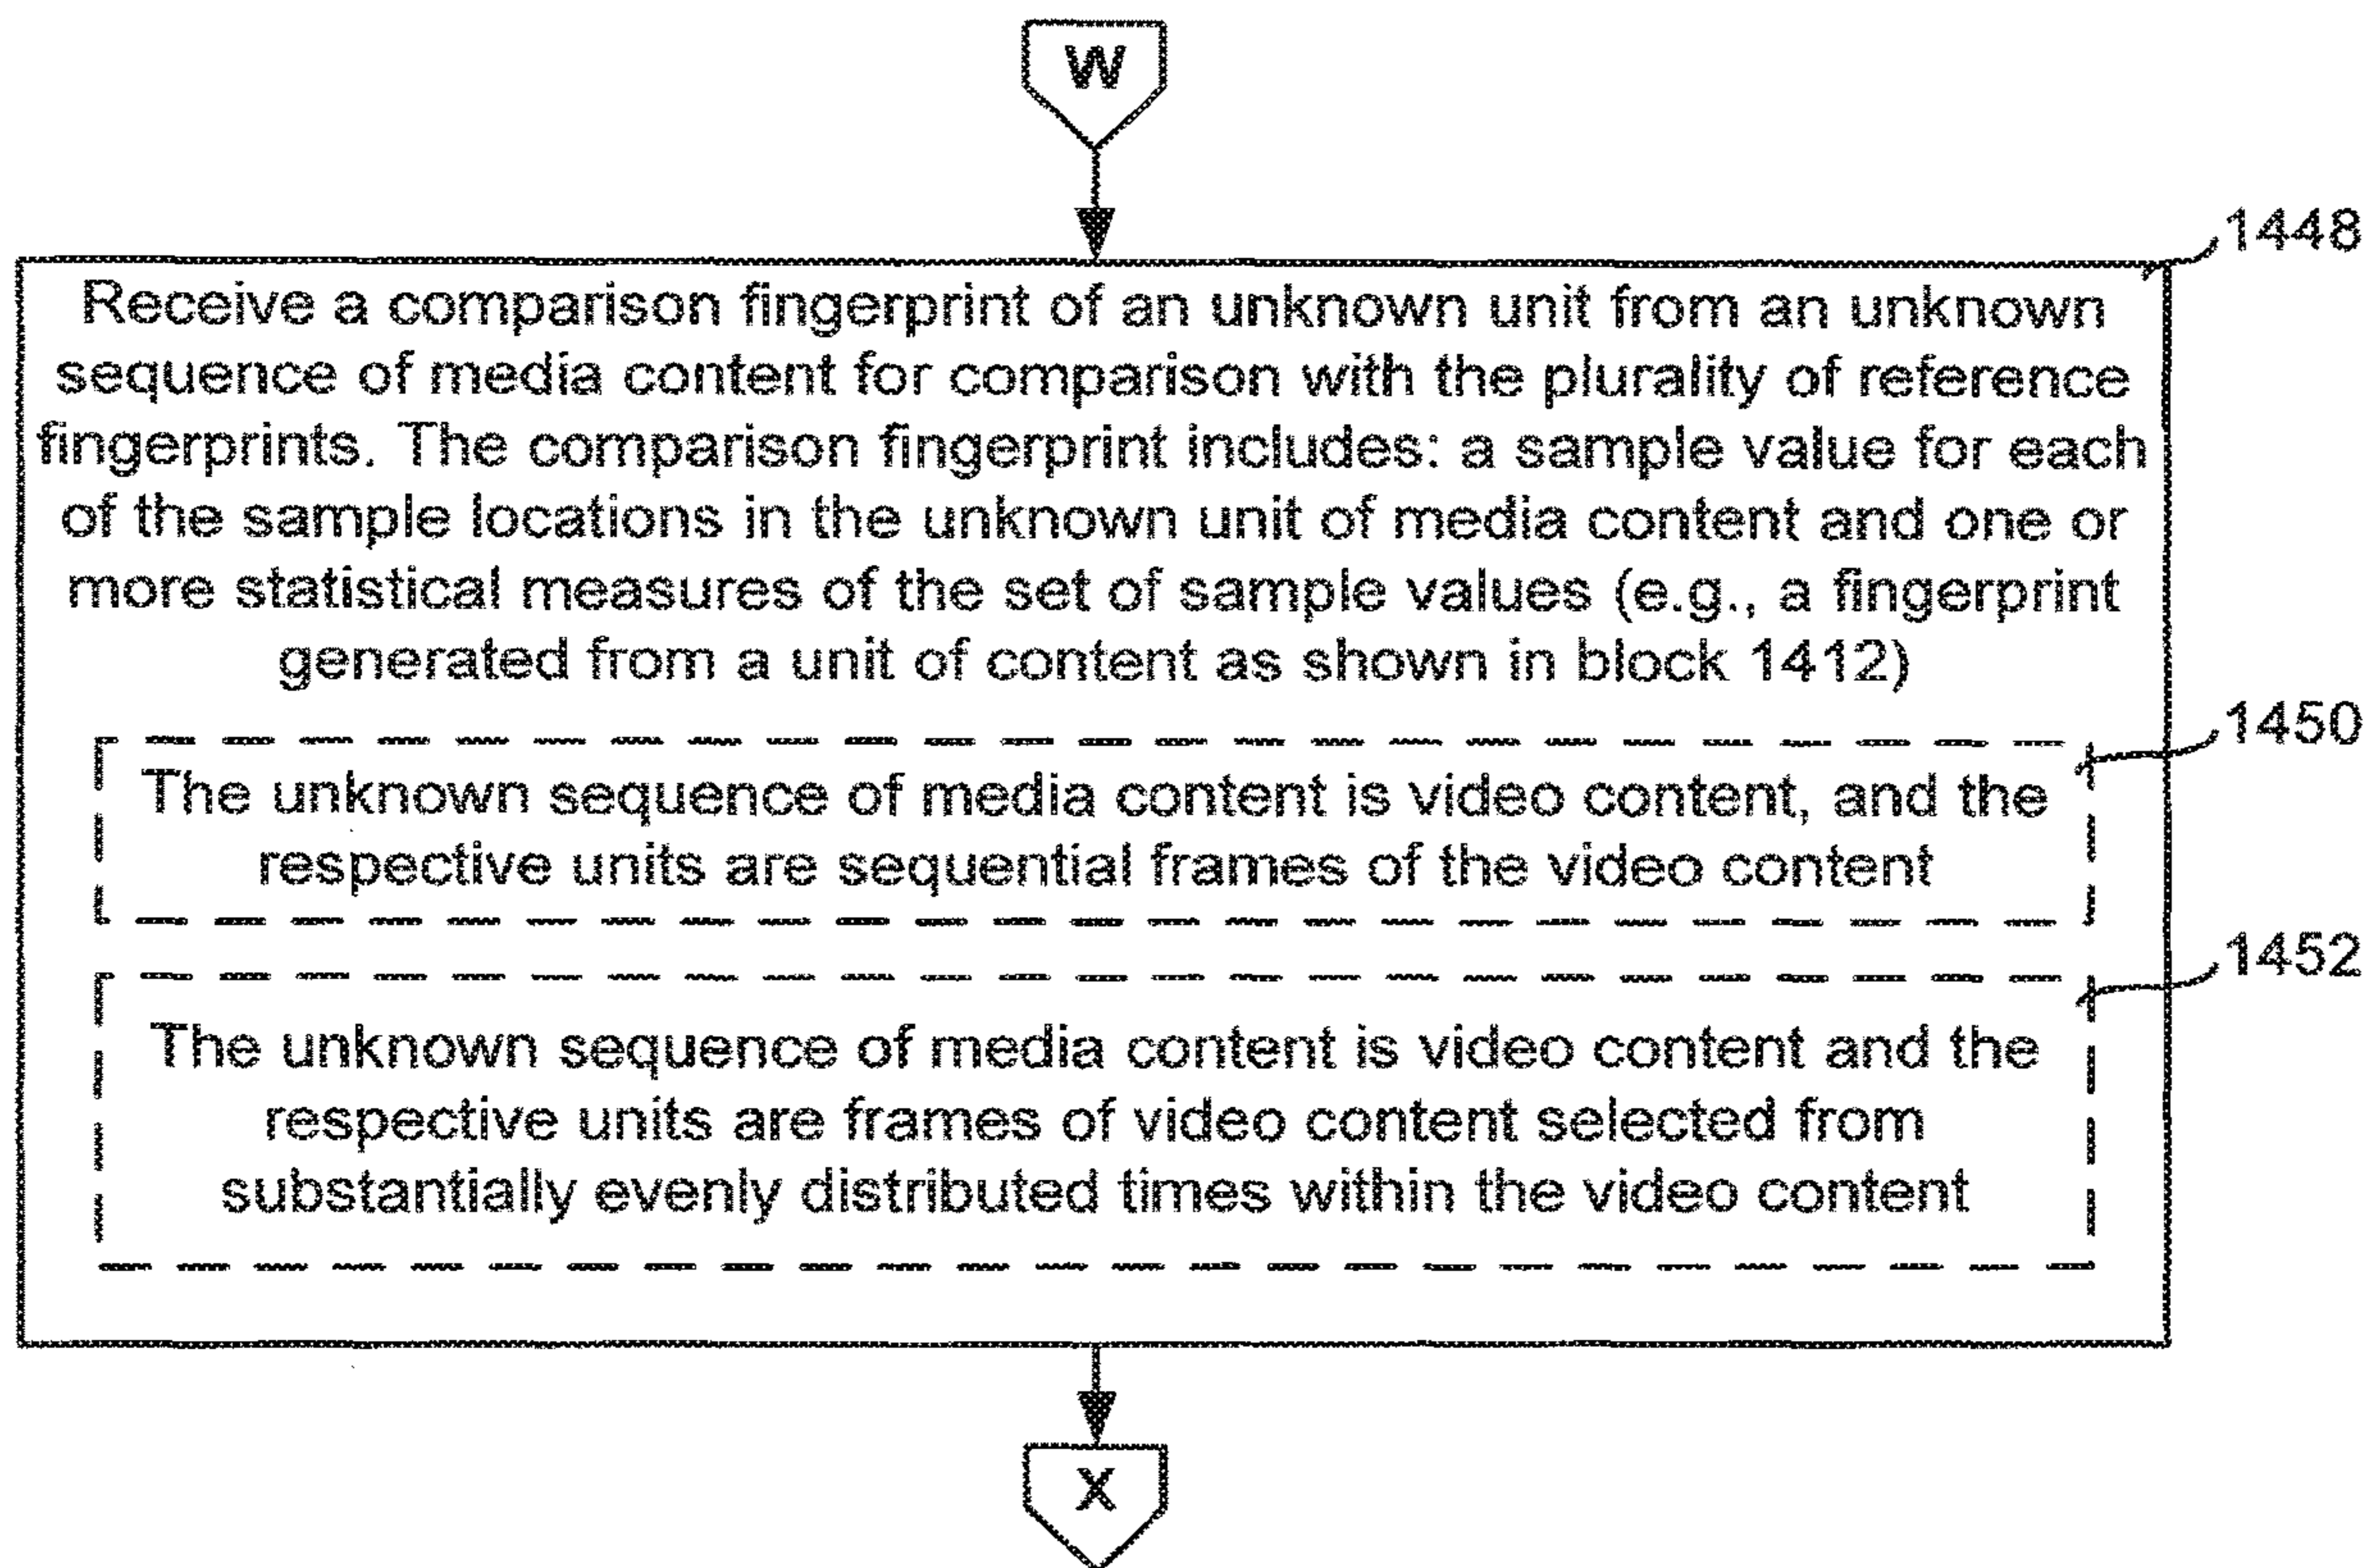 W
1448
Receive a comparison fingerprint of an unknown unit from an unknown
sequence of media content for comparison with the plurality of reference
fingerprints. The comparison fingerprint includes: a sample value for each
of the sample locations in the unknown unit of media content and one or
more statistical measures of the set of sample values (e.g., a fingerprint
generated from a unit of content as shown in block 1412)
1450
The unknown sequence of media content is video content, and the
respective units are sequential frames of the video content
1452
The unknown sequence of media content is video content and the
respective units are frames of video content selected from
substantially evenly distributed times within the video content
X